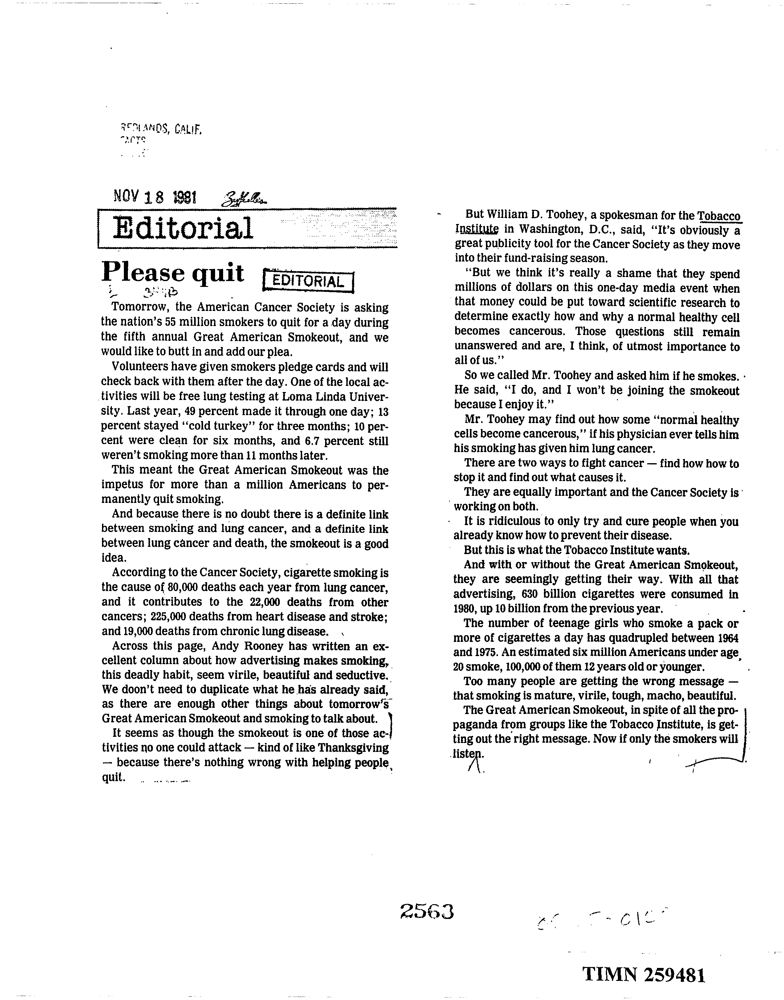 REDLANDS, CALIF.
FACTS
NOV 18 1981
Editorial
Please quit
EDITORIAL
Tomorrow, the American Cancer Society is asking
the nation's 55 million smokers to quit for a day during
the fifth annual Great American Smokeout, and we
would like to butt in and add our plea.
Volunteers have given smokers pledge cards and will
check back with them after the day. One of the local ac-
tivities will be free lung testing at Loma Linda Univer-
sity. Last year, 49 percent made it through one day; 13
percent stayed "cold turkey" for three months; 10 per-
cent were clean for six months, and 6.7 percent still
weren't smoking more than 11 months later.
This meant the Great American Smokeout was the
impetus for more than a million Americans to per-
manently quit smoking.
And because there is no doubt there is a definite link
between smoking and lung cancer, and a definite link
between lung cancer and death, the smokeout is a good
idea.
According to the Cancer Society, cigarette smoking is
the cause of 80,000 deaths each year from lung cancer,
and it contributes to the 22,000 deaths from other
cancers; 225,000 deaths from heart disease and stroke;
and 19,000 deaths from chronic lung disease.
Across this page, Andy Rooney has written an ex-
cellent column about how advertising makes smoking,
this deadly habit, seem virile, beautiful and seductive.
We doon't need to duplicate what he has already said,
as there are enough other things about tomorrow's
Great American Smokeout and smoking to talk about.
It seems as though the smokeout is one of those ac-
tivities no one could attack — kind of like Thanksgiving
— because there's nothing wrong with helping people
quit.
But William D. Toohey, a spokesman for the Tobacco
Institute in Washington, D.C., said, "It's obviously a
great publicity tool for the Cancer Society as they move
into their fund-raising season.
"But we think it's really a shame that they spend
millions of dollars on this one-day media event when
that money could be put toward scientific research to
determine exactly how and why a normal healthy cell
becomes cancerous. Those questions still remain
unanswered and are, I think, of utmost importance to
all of us."
So we called Mr. Toohey and asked him if he smokes.
He said, "I do, and I won't be joining the smokeout
because I enjoy it."
Mr. Toohey may find out how some "normal healthy
cells become cancerous," if his physician ever tells him
his smoking has given him lung cancer.
There are two ways to fight cancer — find how how to
stop it and find out what causes it.
They are equally important and the Cancer Society is
working on both.
It is ridiculous to only try and cure people when you
already know how to prevent their disease.
But this is what the Tobacco Institute wants.
And with or without the Great American Smokeout,
they are seemingly getting their way. With all that
advertising, 630 billion cigarettes were consumed in
1980, up 10 billion from the previous year.
The number of teenage girls who smoke a pack or
more of cigarettes a day has quadrupled between 1964
and 1975. An estimated six million Americans under age
20 smoke, 100,000 of them 12 years old or younger.
Too many people are getting the wrong message —
that smoking is mature, virile, tough, macho, beautiful.
The Great American Smokeout, in spite of all the pro-
paganda from groups like the Tobacco Institute, is get-
ting out the right message. Now if only the smokers will
listen.
2563
TIMN 259481